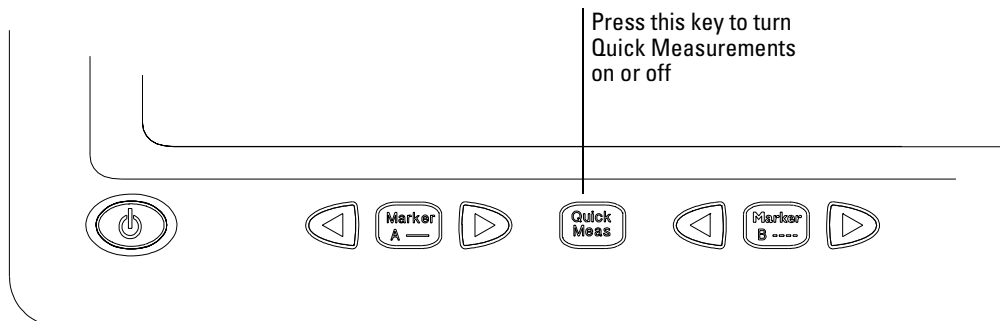 Press this key to turn
Quick Measurements
on or off
Marker
A —
Quick
Meas
Marker
B ----